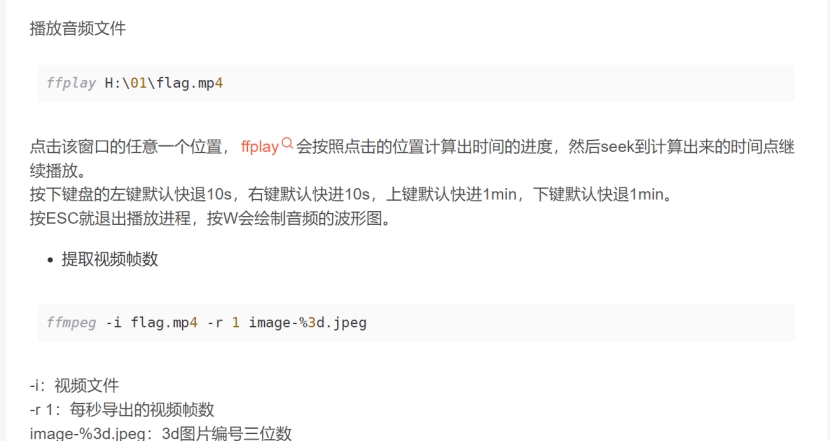 播放音频文件
ffplay H:\01\flag.mp4
点击该窗口的任意一个位置， ffplay会按照点击的位置计算出时间的进度，然后seek到计算出来的时间点继
续播放。
按下键盘的左键默认快退10s，右键默认快进10s，上键默认快进1min，下键默认快退1min。
按ESC就退出播放进程，按W会绘制音频的波形图。
• 提取视频帧数
ffmpeg -i flag.mp4 -r 1 image-%3d.jpeg
-i：视频文件
-r 1：每秒导出的视频帧数
image-%3d.jpeg：3d图片编号三位数